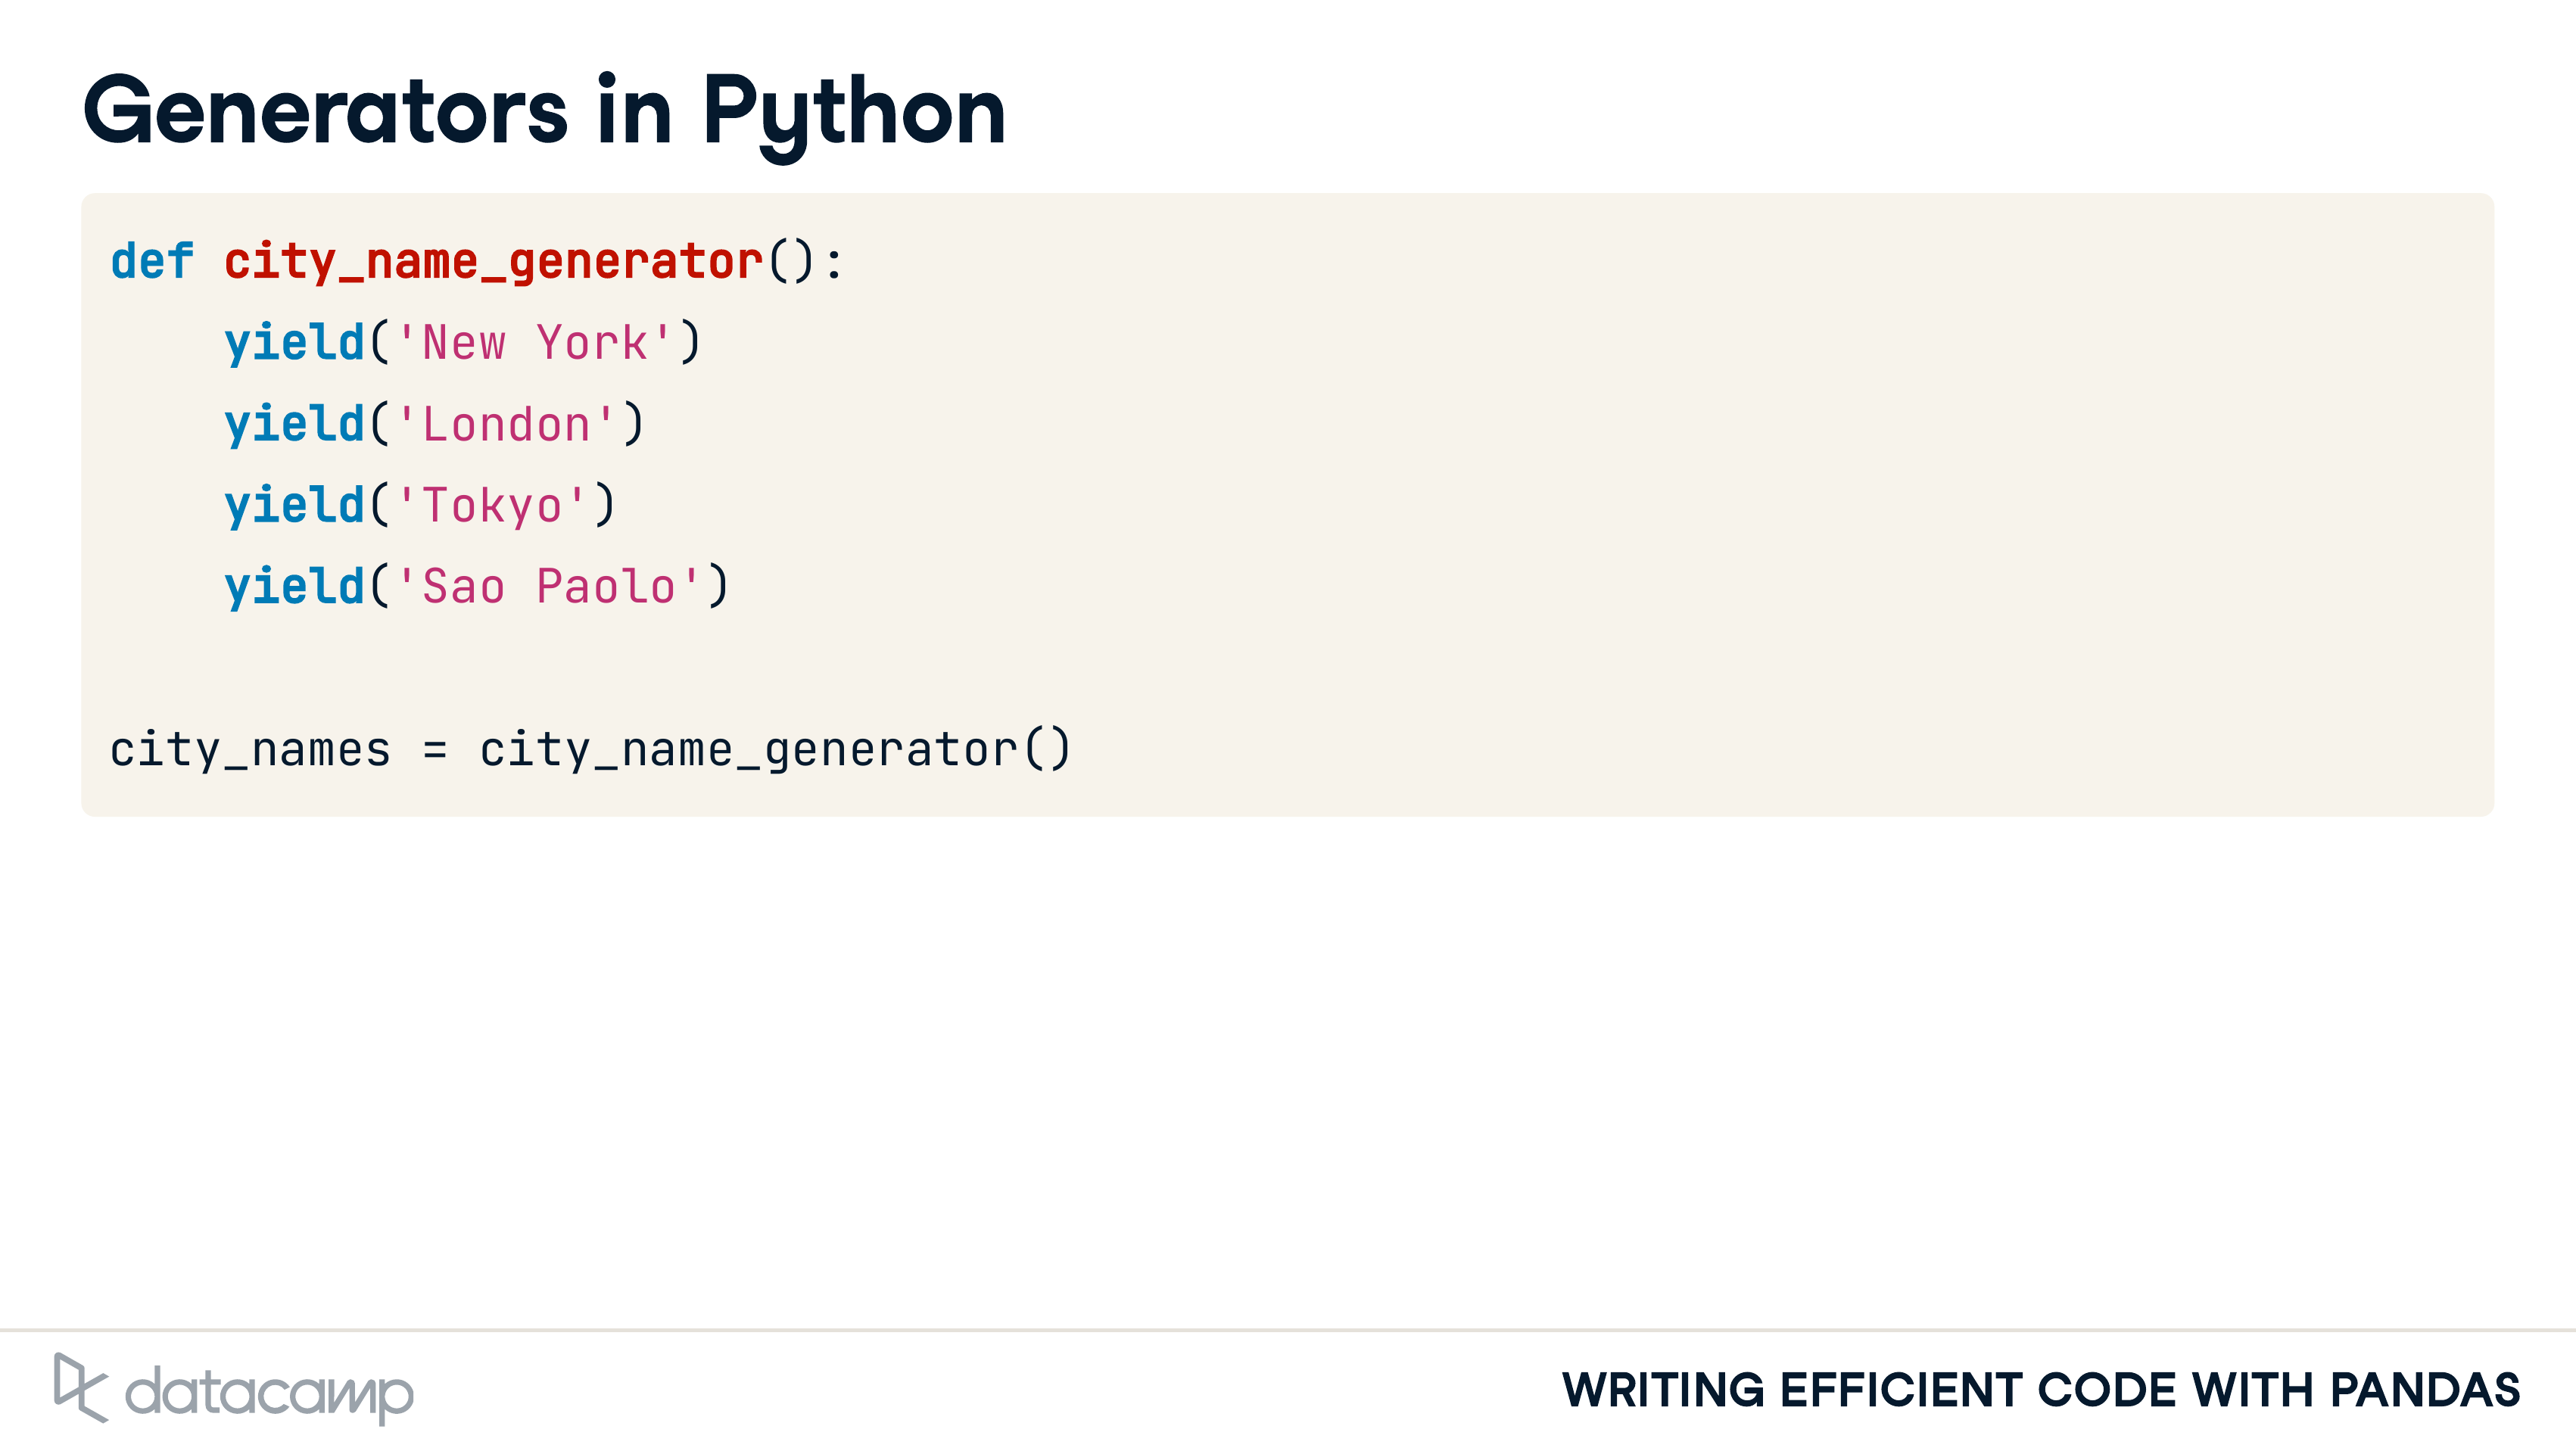 Generators in Python
def city_name_generator():
    yield('New York')
    yield('London')
    yield('Tokyo')
    yield('Sao Paolo')
city_names = city_name_generator()
datacamp
WRITING EFFICIENT CODE WITH PANDAS